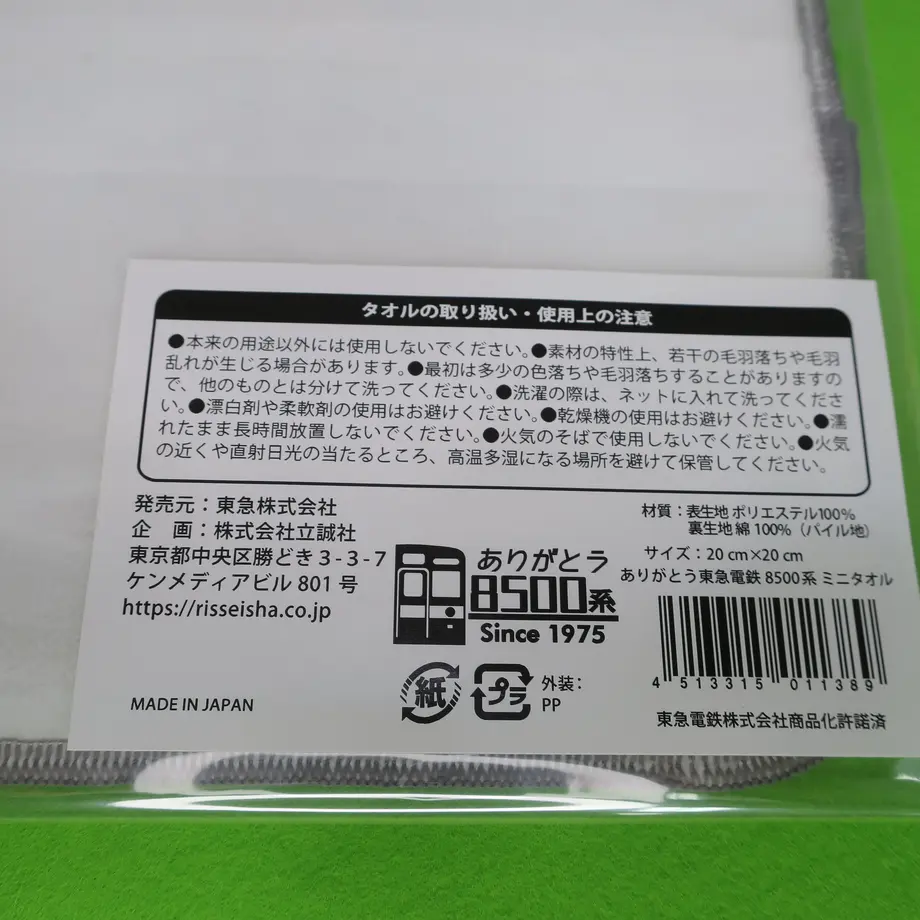 タオルの取り扱い・使用上の注意
●本来の用途以外には使用しないでください。●素材の特性上、若干の毛羽落ちや毛羽
乱れが生じる場合があります。●最初は多少の色落ちや毛羽落ちすることがありますの
で、他のものとは分けて洗ってください。●洗濯の際は、ネットに入れて洗ってくださ
い。●漂白剤や柔軟剤の使用はお避けください。●乾燥機の使用はお避けください。●濡
れたまま長時間放置しないでください。●火気のそばで使用しないでください。●火気
の近くや直射日光の当たるところ、高温多湿になる場所を避けて保管してください。
発売元：東急株式会社
企　画：株式会社立誠社
東京都中央区勝どき3-3-7
ケンメディアビル 801 号
https://risseisha.co.jp
MADE IN JAPAN
ありがとう
8500系
Since 1975
紙
プラ
外装：
PP
材質：表生地 ポリエステル100%
裏生地 綿 100%（パイル地）
サイズ：20 cm×20 cm
ありがとう東急電鉄 8500系 ミニタオル
4 513315 011389
東急電鉄株式会社商品化許諾済